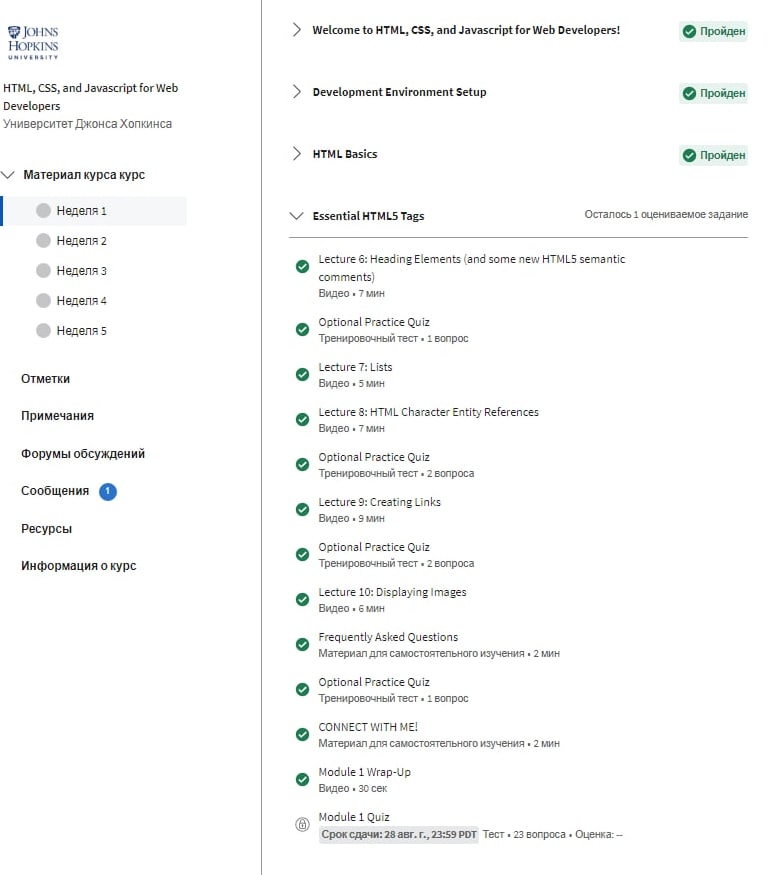 JOHNS
HOPKINS
UNIVERSITY
HTML, CSS, and Javascript for Web
Developers
Университет Джонса Хопкинса
Материал курса курс
Неделя 1
Неделя 2
Неделя 3
Неделя 4
Неделя 5
Отметки
Примечания
Форумы обсуждений
Сообщения 1
Ресурсы
Информация о курс
Welcome to HTML, CSS, and Javascript for Web Developers! Пройден
Development Environment Setup Пройден
HTML Basics Пройден
Essential HTML5 Tags Осталось 1 оцениваемое задание
Lecture 6: Heading Elements (and some new HTML5 semantic
comments)
Видео • 7 мин
Optional Practice Quiz
Тренировочный тест • 1 вопрос
Lecture 7: Lists
Видео • 5 мин
Lecture 8: HTML Character Entity References
Видео • 7 мин
Optional Practice Quiz
Тренировочный тест • 2 вопроса
Lecture 9: Creating Links
Видео • 9 мин
Optional Practice Quiz
Тренировочный тест • 2 вопроса
Lecture 10: Displaying Images
Видео • 6 мин
Frequently Asked Questions
Материал для самостоятельного изучения • 2 мин
Optional Practice Quiz
Тренировочный тест • 1 вопрос
CONNECT WITH ME!
Материал для самостоятельного изучения • 2 мин
Module 1 Wrap-Up
Видео • 30 сек
Module 1 Quiz
Срок сдачи: 28 авг. г., 23:59 PDT Тест • 23 вопроса • Оценка: --